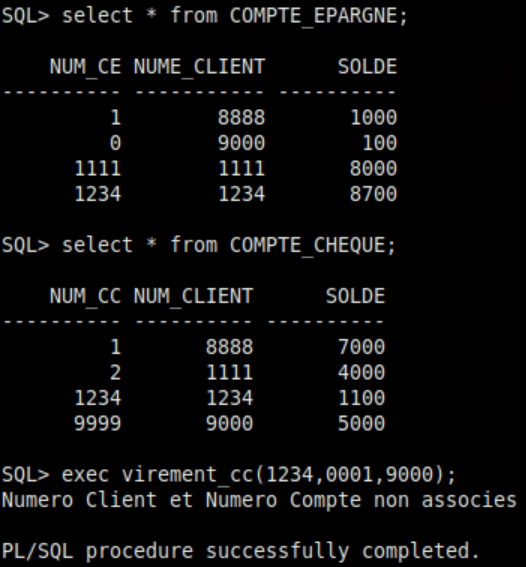 SQL> select * from COMPTE_EPARGNE;
NUM_CE NUME_CLIENT SOLDE
---------- ----------- ----------
1 8888 1000
0 9000 100
1111 1111 8000
1234 1234 8700
SQL> select * from COMPTE_CHEQUE;
NUM_CC NUM_CLIENT SOLDE
---------- ---------- ----------
1 8888 7000
2 1111 4000
1234 1234 1100
9999 9000 5000
SQL> exec virement_cc(1234,0001,9000);
Numero Client et Numero Compte non associes
PL/SQL procedure successfully completed.